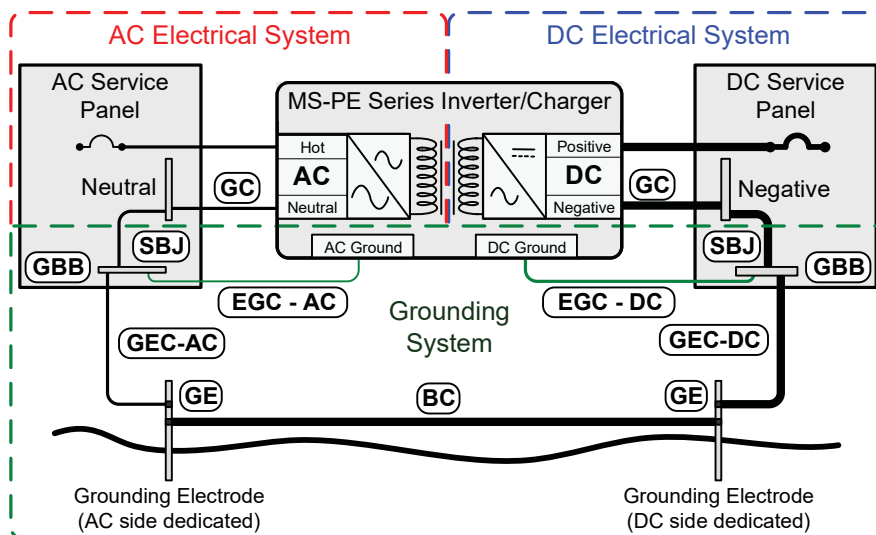 AC Electrical System
DC Electrical System
AC Service
Panel
MS-PE Series Inverter/Charger
DC Service
Panel
Hot
AC
Neutral
Positive
DC
Negative
Neutral
GC
GC
Negative
GBB
SBJ
AC Ground
DC Ground
SBJ
GBB
EGC - AC
EGC - DC
Grounding
System
GEC-AC
GEC-DC
GE
BC
GE
Grounding Electrode
(AC side dedicated)
Grounding Electrode
(DC side dedicated)